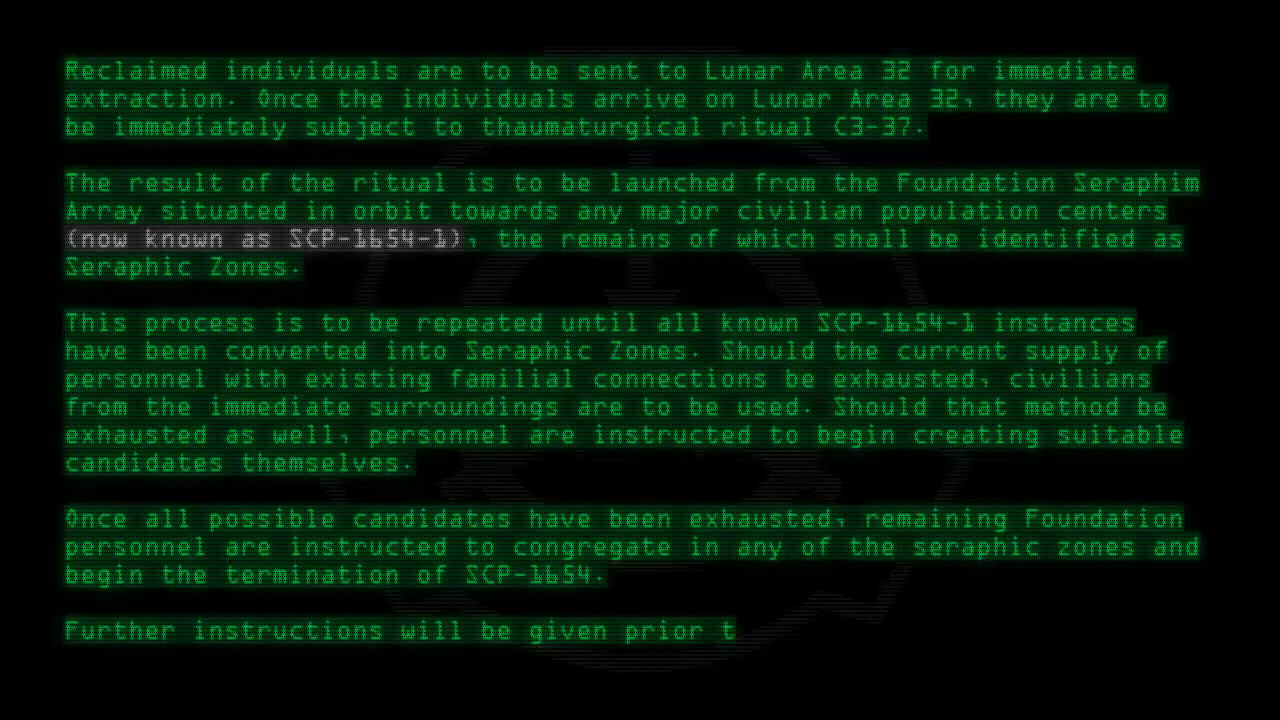 Reclaimed individuals are to be sent to Lunar Area 32 for immediate
extraction. Once the individuals arrive on Lunar Area 32, they are to
be immediately subject to thaumaturgical ritual C3-37.
The result of the ritual is to be launched from the Foundation Seraphim
Array situated in orbit towards any major civilian population centers
(now known as SCP-1654-1), the remains of which shall be identified as
Seraphic Zones.
This process is to be repeated until all known SCP-1654-1 instances
have been converted into Seraphic Zones. Should the current supply of
personnel with existing familial connections be exhausted, civilians
from the immediate surroundings are to be used. Should that method be
exhausted as well, personnel are instructed to begin creating suitable
candidates themselves.
Once all possible candidates have been exhausted, remaining Foundation
personnel are instructed to congregate in any of the seraphic zones and
begin the termination of SCP-1654.
Further instructions will be given prior t